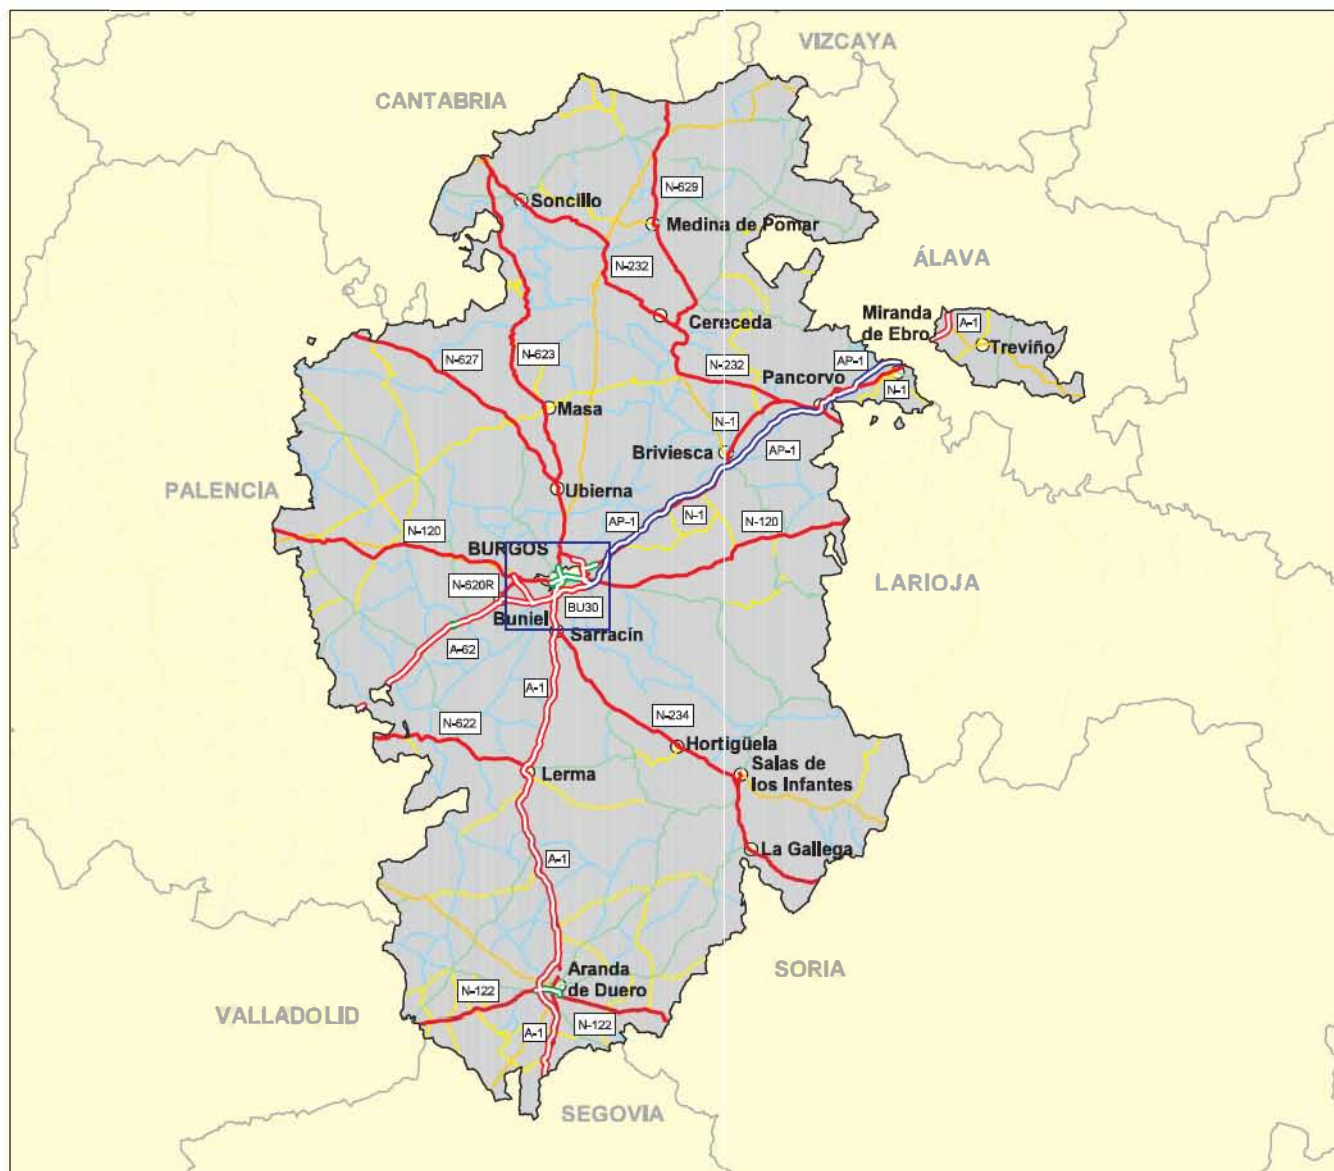 VIZCAYA
CANTABRIA
N-629
Soncillo
Medina de Pomar
N-232
ÁLAVA
Miranda
de Ebro
A-1
Treviño
Cereceda
N-627
N-623
N-232
AP-1
Pancorvo
N-1
Masa
N-1
AP-1
Briviesca
PALENCIA
Ubierna
AP-1
N-1
N-120
N-120
BURGOS
N-620R
LARIOJA
BU30
Buniel
Sarracín
A-62
A-1
N-622
N-234
Hortigüela
Lerma
Salas de
los Infantes
A-1
La Gallega
Aranda
de Duero
SORIA
N-122
VALLADOLID
A-1
N-122
SEGOVIA